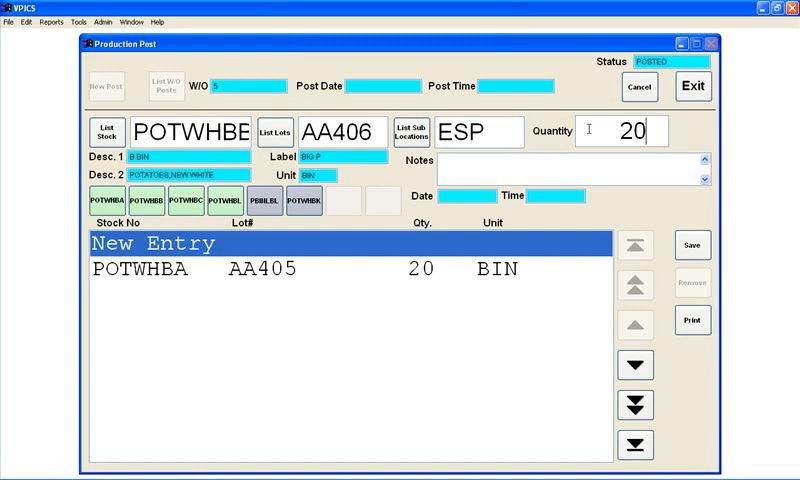 VPICS
File Edit Reports Tools Admin Window Help
Production Post
Status POSTED
New Post List W/O Posts W/O 5 Post Date Post Time Cancel Exit
List Stock POTWHBB List Lots AA406 List Sub Locations ESP Quantity 20
Desc. 1 B BIN Label BIG P Notes
Desc. 2 POTATOES,NEW WHITE Unit BIN
POTWHBA POTWHBB POTWHBC POTWHBL PBINLBL POTWHBK Date Time
Stock No Lot# Qty. Unit
New Entry
POTWHBA AA405 20 BIN
Save
Remove
Print